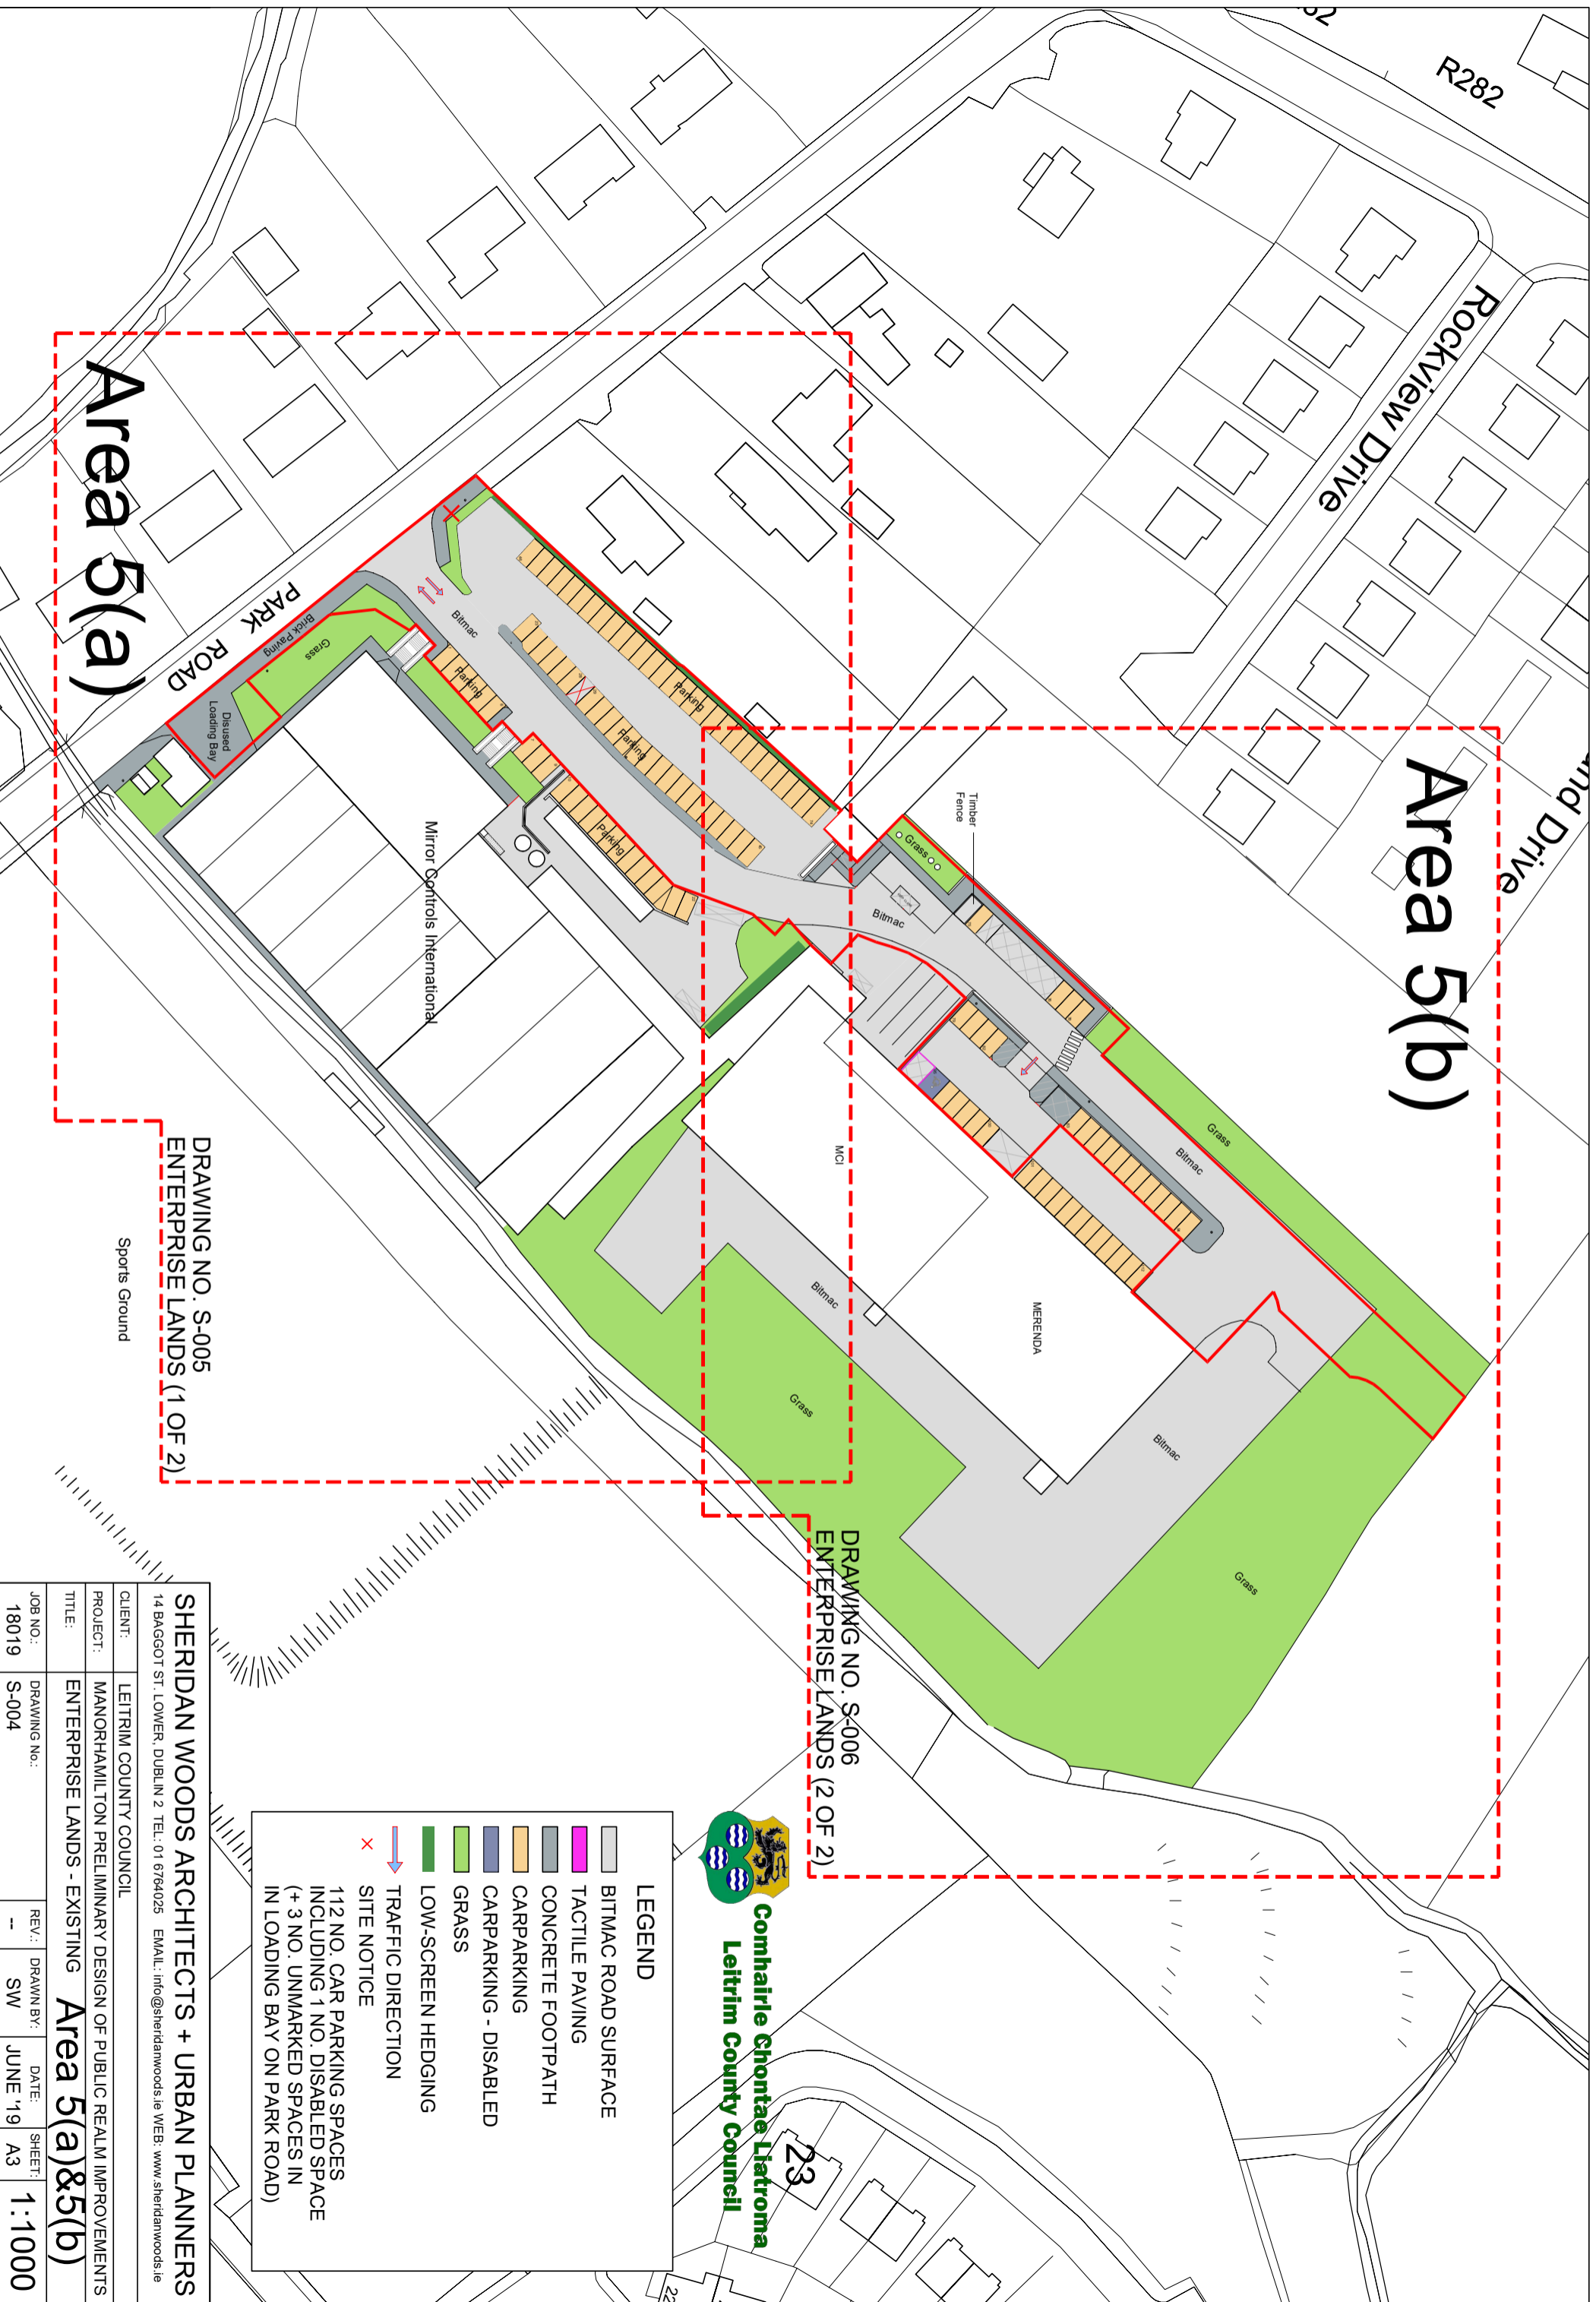 R282
Rockview Drive
nd Drive
Area 5(b)
Area 5(a)
Timber
Fence
Grass
Bitmac
Grass
Bitmac
Bitmac
Parking
Parking
Parking
Parking
PARK ROAD
Brick Paving
Grass
Disused
Loading Bay
Mirror Controls International
MCI
MERENDA
Bitmac
Bitmac
Grass
Grass
DRAWING NO. S-005
ENTERPRISE LANDS (1 OF 2)
Sports Ground
DRAWING NO. S-006
ENTERPRISE LANDS (2 OF 2)
23
Comhairle Chontae Liatroma
Leitrim County Council
LEGEND
BITMAC ROAD SURFACE
TACTILE PAVING
CONCRETE FOOTPATH
CARPARKING
CARPARKING - DISABLED
GRASS
LOW-SCREEN HEDGING
TRAFFIC DIRECTION
SITE NOTICE
112 NO. CAR PARKING SPACES
INCLUDING 1 NO. DISABLED SPACE
(+ 3 NO. UNMARKED SPACES IN
IN LOADING BAY ON PARK ROAD)
SHERIDAN WOODS ARCHITECTS + URBAN PLANNERS
14 BAGGOT ST. LOWER, DUBLIN 2 TEL: 01 6764025 EMAIL: info@sheridanwoods.ie WEB: www.sheridanwoods.ie
CLIENT: LEITRIM COUNTY COUNCIL
PROJECT: MANORHAMILTON PRELIMINARY DESIGN OF PUBLIC REALM IMPROVEMENTS
TITLE: ENTERPRISE LANDS - EXISTING Area 5(a)&5(b)
JOB NO.: DRAWING No.: REV.: DRAWN BY: DATE: SHEET:
18019 S-004 -- SW JUNE '19 A3 1:1000